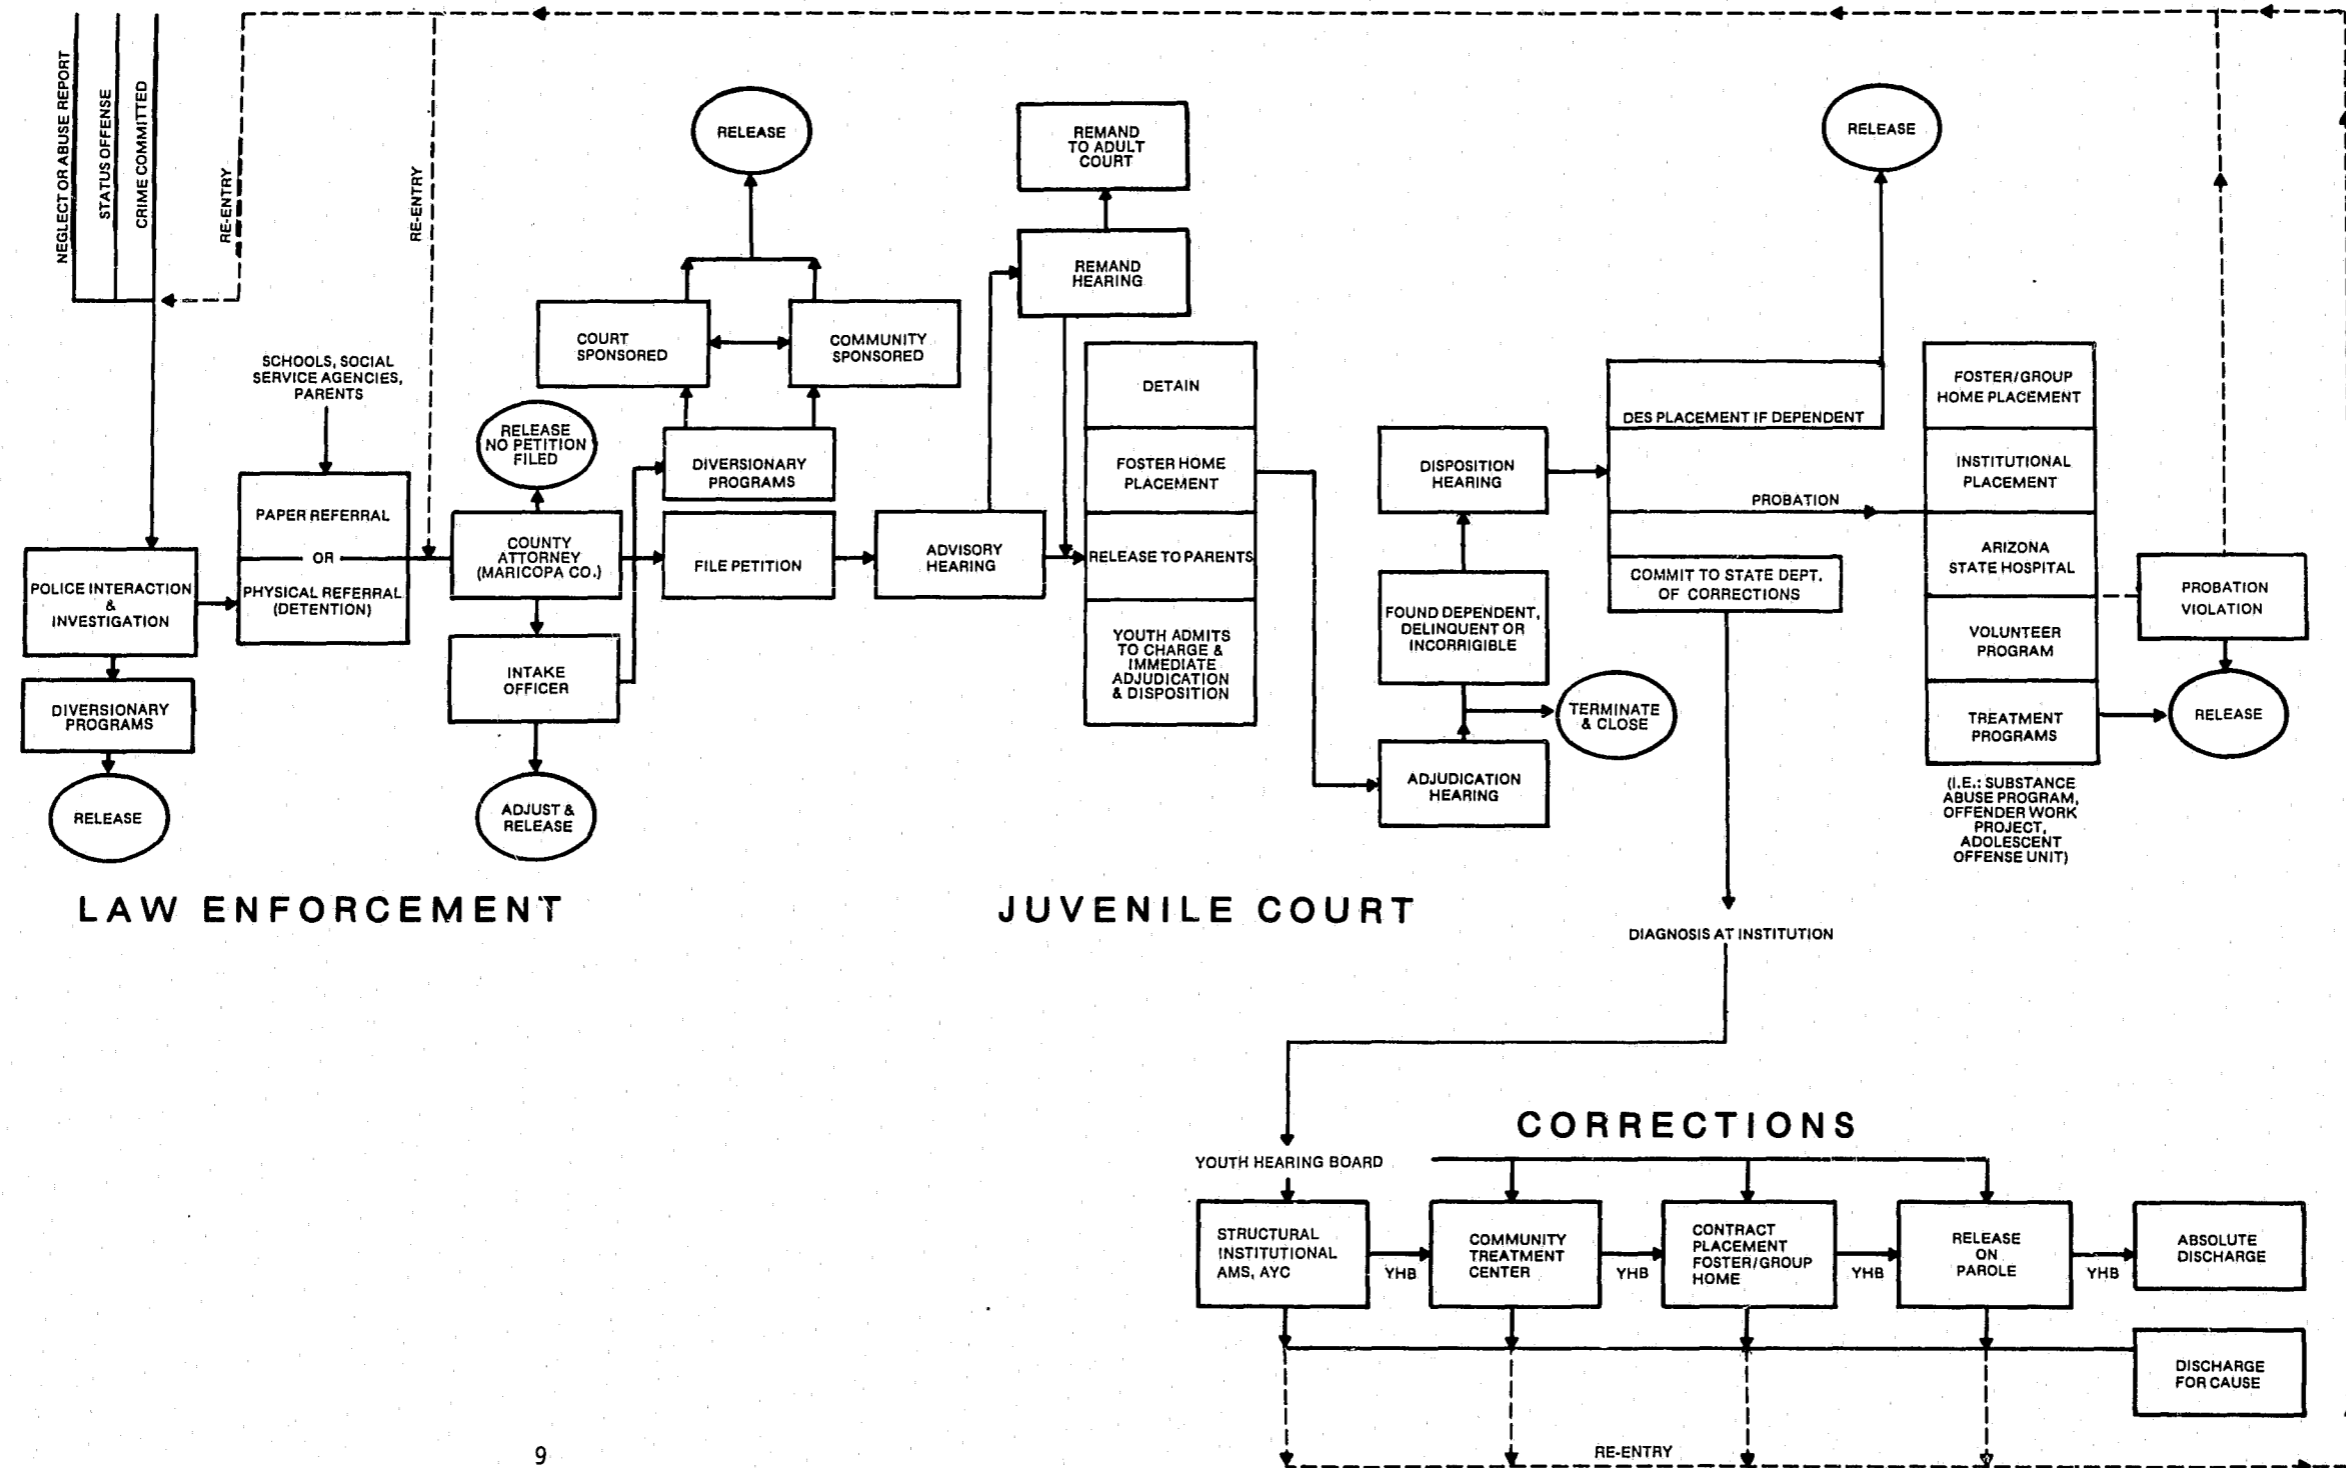 NEGLECT OR ABUSE REPORT
STATUS OFFENSE
CRIME COMMITTED
RE-ENTRY
RE-ENTRY
SCHOOLS, SOCIAL
SERVICE AGENCIES,
PARENTS
POLICE INTERACTION
&
INVESTIGATION
DIVERSIONARY
PROGRAMS
RELEASE
PAPER REFERRAL
OR
PHYSICAL REFERRAL
(DETENTION)
RELEASE
NO PETITION
FILED
COUNTY
ATTORNEY
(MARICOPA CO.)
INTAKE
OFFICER
ADJUST &
RELEASE
RELEASE
COURT
SPONSORED
COMMUNITY
SPONSORED
DIVERSIONARY
PROGRAMS
FILE PETITION
ADVISORY
HEARING
REMAND
TO ADULT
COURT
REMAND
HEARING
DETAIN
FOSTER HOME
PLACEMENT
RELEASE TO PARENTS
YOUTH ADMITS
TO CHARGE &
IMMEDIATE
ADJUDICATION
& DISPOSITION
DISPOSITION
HEARING
FOUND DEPENDENT,
DELINQUENT OR
INCORRIGIBLE
TERMINATE
& CLOSE
ADJUDICATION
HEARING
RELEASE
DES PLACEMENT IF DEPENDENT
PROBATION
COMMIT TO STATE DEPT.
OF CORRECTIONS
FOSTER/GROUP
HOME PLACEMENT
INSTITUTIONAL
PLACEMENT
ARIZONA
STATE HOSPITAL
VOLUNTEER
PROGRAM
TREATMENT
PROGRAMS
(I.E.: SUBSTANCE
ABUSE PROGRAM,
OFFENDER WORK
PROJECT,
ADOLESCENT
OFFENSE UNIT)
PROBATION
VIOLATION
RELEASE
LAW ENFORCEMENT
JUVENILE COURT
DIAGNOSIS AT INSTITUTION
CORRECTIONS
YOUTH HEARING BOARD
STRUCTURAL
INSTITUTIONAL
AMS, AYC
YHB
COMMUNITY
TREATMENT
CENTER
YHB
CONTRACT
PLACEMENT
FOSTER/GROUP
HOME
YHB
RELEASE
ON
PAROLE
YHB
ABSOLUTE
DISCHARGE
DISCHARGE
FOR CAUSE
RE-ENTRY
9